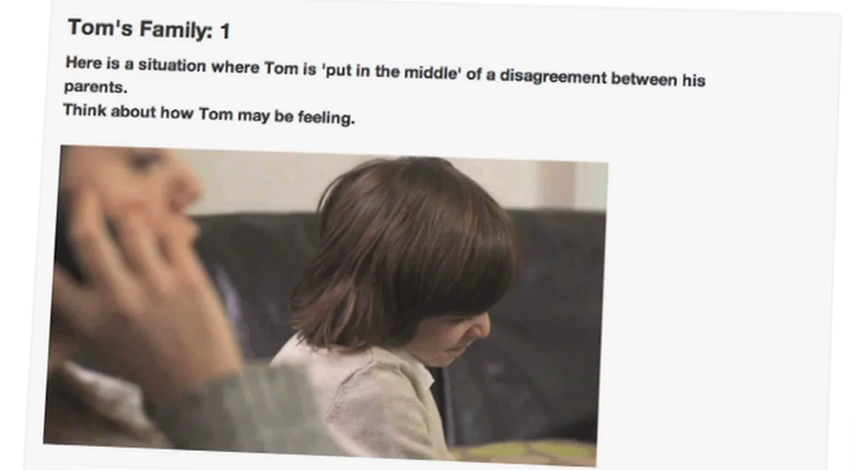 Tom's Family: 1
Here is a situation where Tom is 'put in the middle' of a disagreement between his
parents.
Think about how Tom may be feeling.